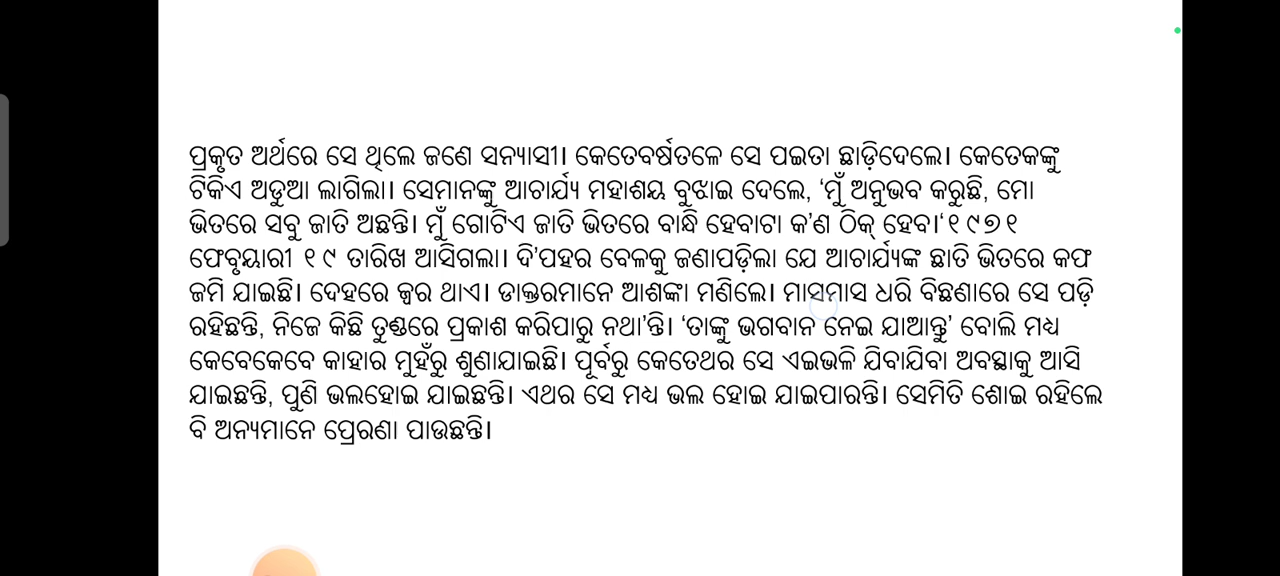 ପ୍ରକୃତ ଅର୍ଥରେ ସେ ଥିଲେ ଜଣେ ସନ୍ୟାସୀ। କେତେବର୍ଷତଳେ ସେ ପଇତା ଛାଡ଼ିଦେଲେ। କେତେକଙ୍କୁ
ଟିକିଏ ଅଡୁଆ ଲାଗିଲା। ସେମାନଙ୍କୁ ଆଚାର୍ଯ୍ୟ ମହାଶୟ ବୁଝାଇ ଦେଲେ, ‘ମୁଁ ଅନୁଭବ କରୁଛି, ମୋ
ଭିତରେ ସବୁ ଜାତି ଅଛନ୍ତି। ମୁଁ ଗୋଟିଏ ଜାତି ଭିତରେ ବାନ୍ଧି ହେବାଟା କ’ଣ ଠିକ୍ ହେବ।‘୧୯୭୧
ଫେବୃୟାରୀ ୧୯ ତାରିଖ ଆସିଗଲା। ଦି’ପହର ବେଳକୁ ଜଣାପଡ଼ିଲା ଯେ ଆଚାର୍ଯ୍ୟଙ୍କ ଛାତି ଭିତରେ କଫ
ଜମି ଯାଇଛି। ଦେହରେ ଜ୍ୱର ଥାଏ। ଡାକ୍ତରମାନେ ଆଶଙ୍କା ମଣିଲେ। ମାସମାସ ଧରି ବିଛଣାରେ ସେ ପଡ଼ି
ରହିଛନ୍ତି, ନିଜେ କିଛି ତୁଣ୍ଡରେ ପ୍ରକାଶ କରିପାରୁ ନଥା’ନ୍ତି। ‘ତାଙ୍କୁ ଭଗବାନ ନେଇ ଯାଆନ୍ତୁ’ ବୋଲି ମଧ୍ୟ
କେବେକେବେ କାହାର ମୁହଁରୁ ଶୁଣାଯାଇଛି। ପୂର୍ବରୁ କେତେଥର ସେ ଏଇଭଳି ଯିବାଯିବା ଅବସ୍ଥାକୁ ଆସି
ଯାଇଛନ୍ତି, ପୁଣି ଭଲହୋଇ ଯାଇଛନ୍ତି। ଏଥର ସେ ମଧ୍ୟ ଭଲ ହୋଇ ଯାଇପାରନ୍ତି। ସେମିତି ଶୋଇ ରହିଲେ
ବି ଅନ୍ୟମାନେ ପ୍ରେରଣା ପାଉଛନ୍ତି।